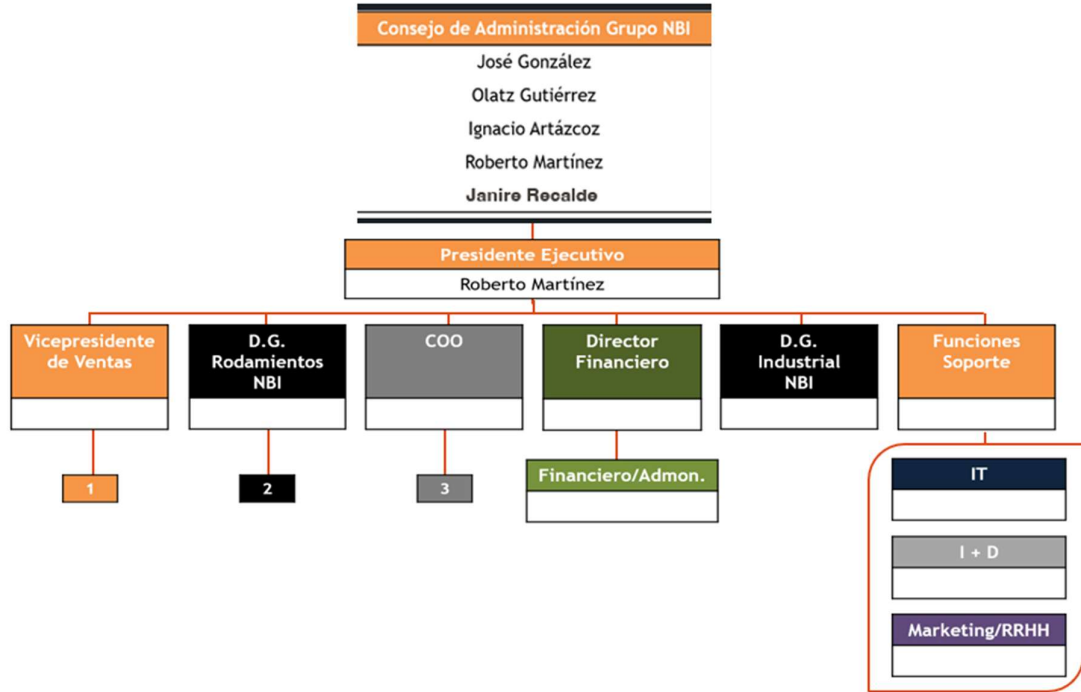 Consejo de Administración Grupo NBI
José González
Olatz Gutiérrez
Ignacio Artázcoz
Roberto Martínez
Janire Recalde
Presidente Ejecutivo
Roberto Martínez
Vicepresidente
de Ventas
D.G.
Rodamientos
NBI
COO
Director
Financiero
D.G.
Industrial
NBI
Funciones
Soporte
1
2
3
Financiero/Admon.
IT
I + D
Marketing/RRHH